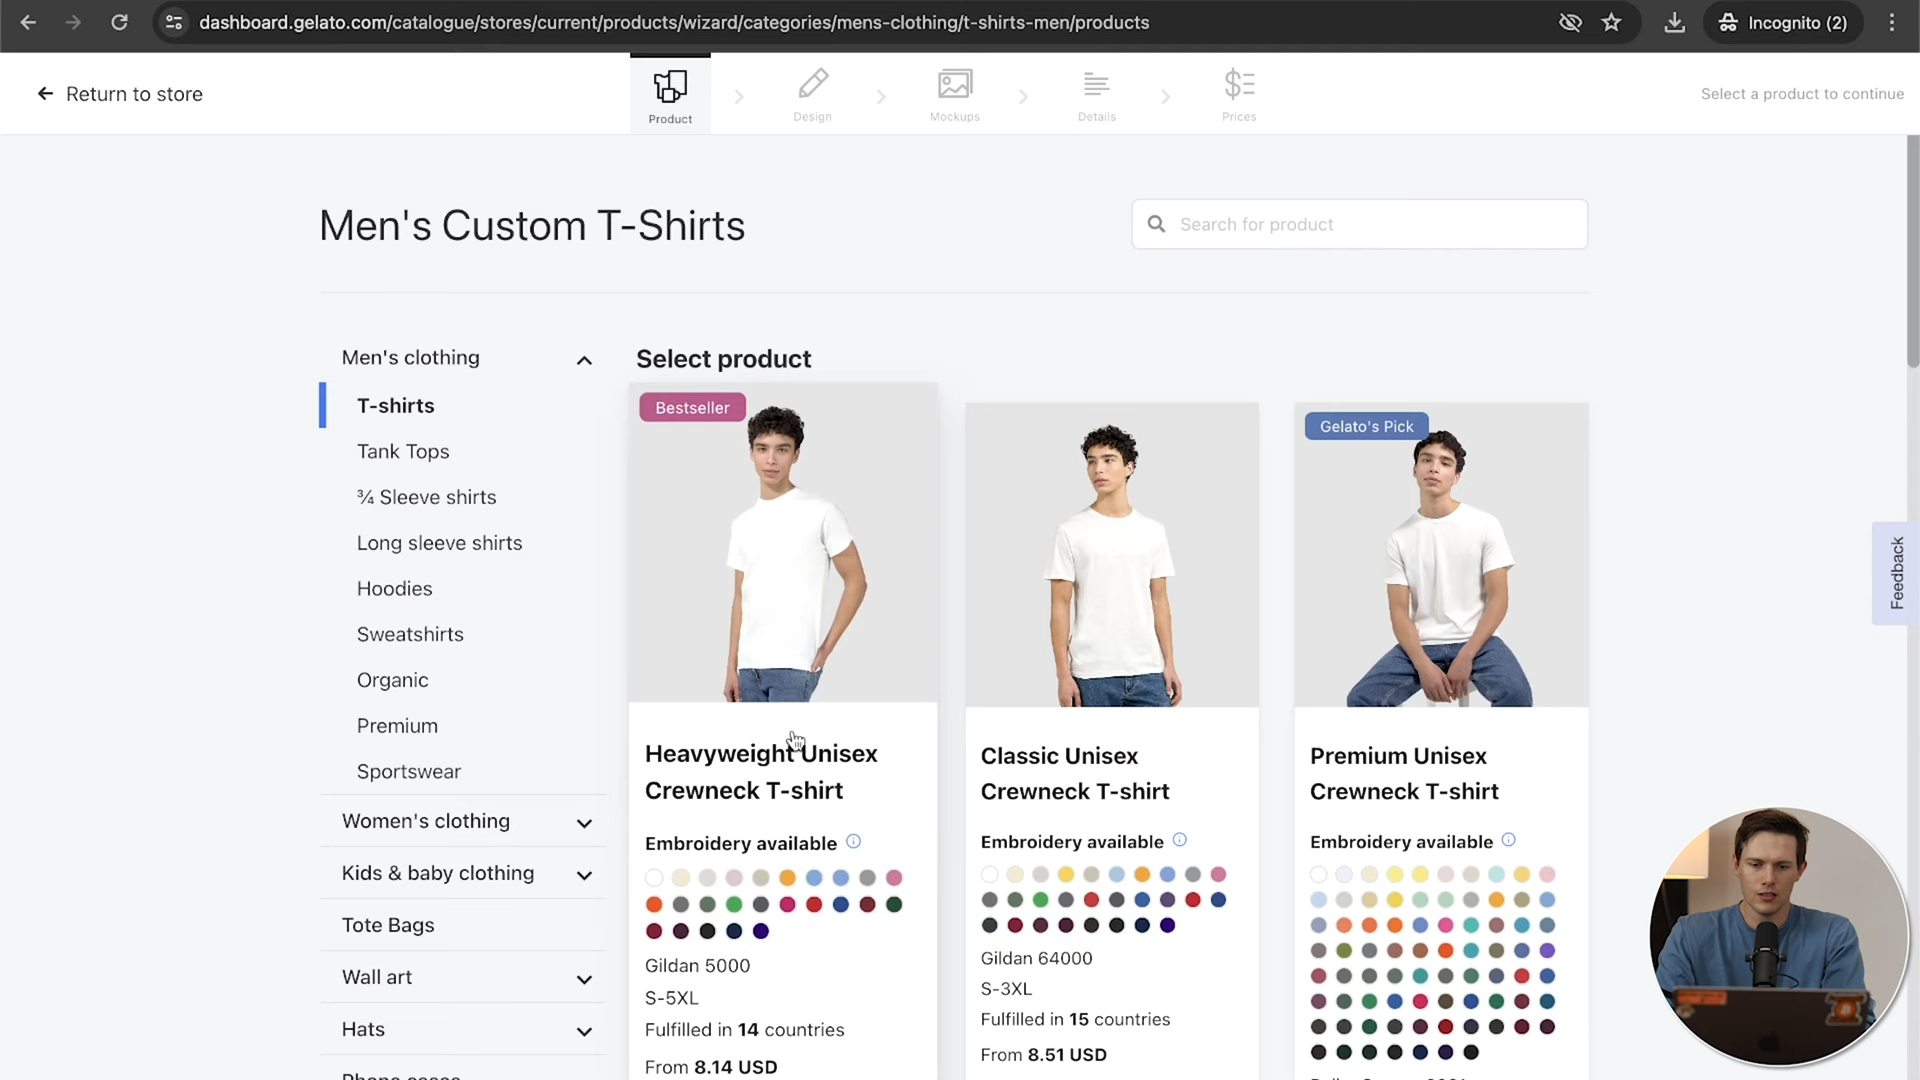 dashboard.gelato.com/catalogue/stores/current/products/wizard/categories/mens-clothing/t-shirts-men/products
Incognito (2)
Return to store
Product
Design
Mockups
Details
Prices
Select a product to continue
Men's Custom T-Shirts
Search for product
Men's clothing
T-shirts
Tank Tops
¾ Sleeve shirts
Long sleeve shirts
Hoodies
Sweatshirts
Organic
Premium
Sportswear
Women's clothing
Kids & baby clothing
Tote Bags
Wall art
Hats
Select product
Bestseller
Heavyweight Unisex
Crewneck T-shirt
Embroidery available
Gildan 5000
S-5XL
Fulfilled in 14 countries
From 8.14 USD
Classic Unisex
Crewneck T-shirt
Embroidery available
Gildan 64000
S-3XL
Fulfilled in 15 countries
From 8.51 USD
Gelato's Pick
Premium Unisex
Crewneck T-shirt
Embroidery available
Feedback